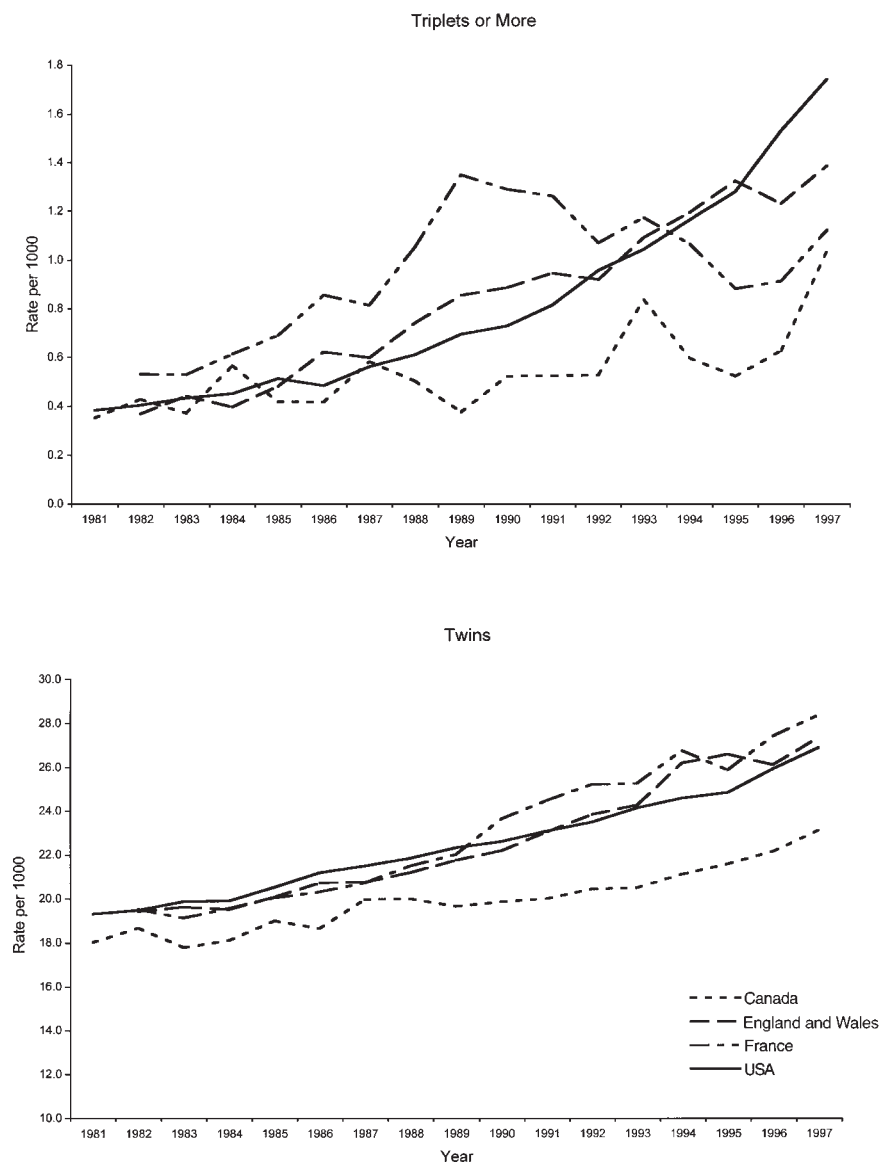 Triplets or More
1.8
1.6
1.4
1.2
1.0
0.8
0.6
0.4
0.2
0.0
Rate per 1000
1981 1982 1983 1984 1985 1986 1987 1988 1989 1990 1991 1992 1993 1994 1995 1996 1997
Year
Twins
30.0
28.0
26.0
24.0
22.0
20.0
18.0
16.0
14.0
12.0
10.0
Rate per 1000
Canada
England and Wales
France
USA
1981 1982 1983 1984 1985 1986 1987 1988 1989 1990 1991 1992 1993 1994 1995 1996 1997
Year